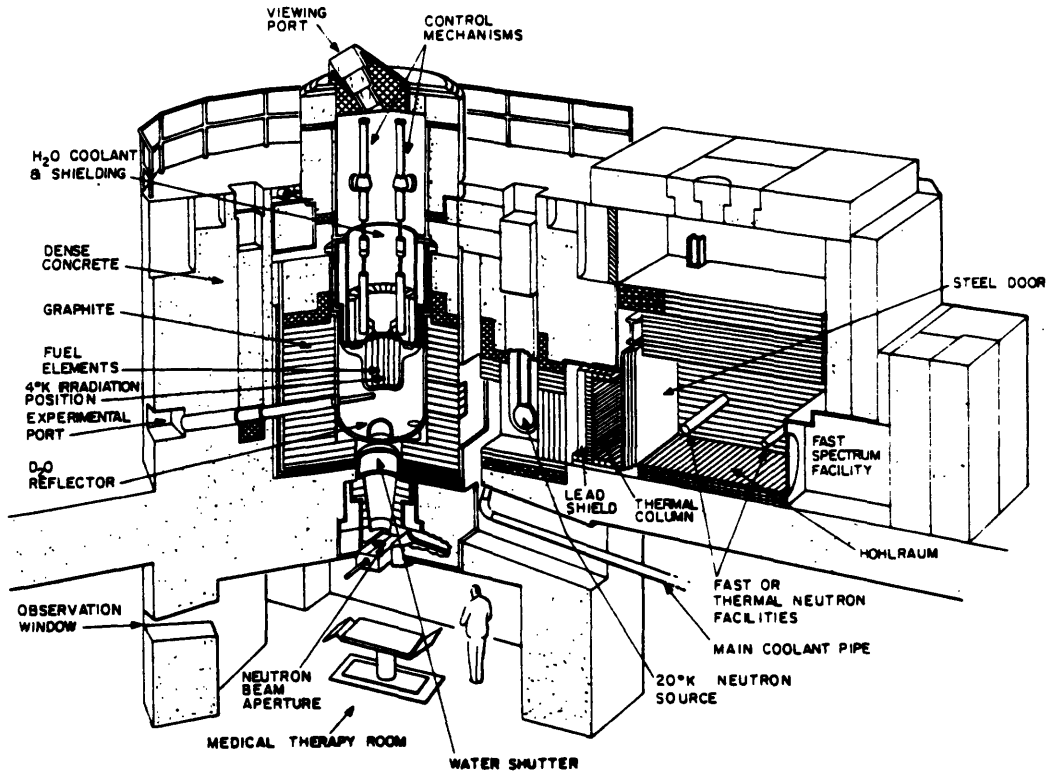 VIEWING
PORT
CONTROL
MECHANISMS
H₂O COOLANT
& SHIELDING
DENSE
CONCRETE
GRAPHITE
FUEL
ELEMENTS
4°K IRRADIATION
POSITION
EXPERIMENTAL
PORT
D₂O
REFLECTOR
STEEL DOOR
FAST
SPECTRUM
FACILITY
LEAD
SHIELD
THERMAL
COLUMN
HOHLRAUM
FAST OR
THERMAL NEUTRON
FACILITIES
MAIN COOLANT PIPE
20°K NEUTRON
SOURCE
OBSERVATION
WINDOW
NEUTRON
BEAM
APERTURE
MEDICAL THERAPY ROOM
WATER SHUTTER